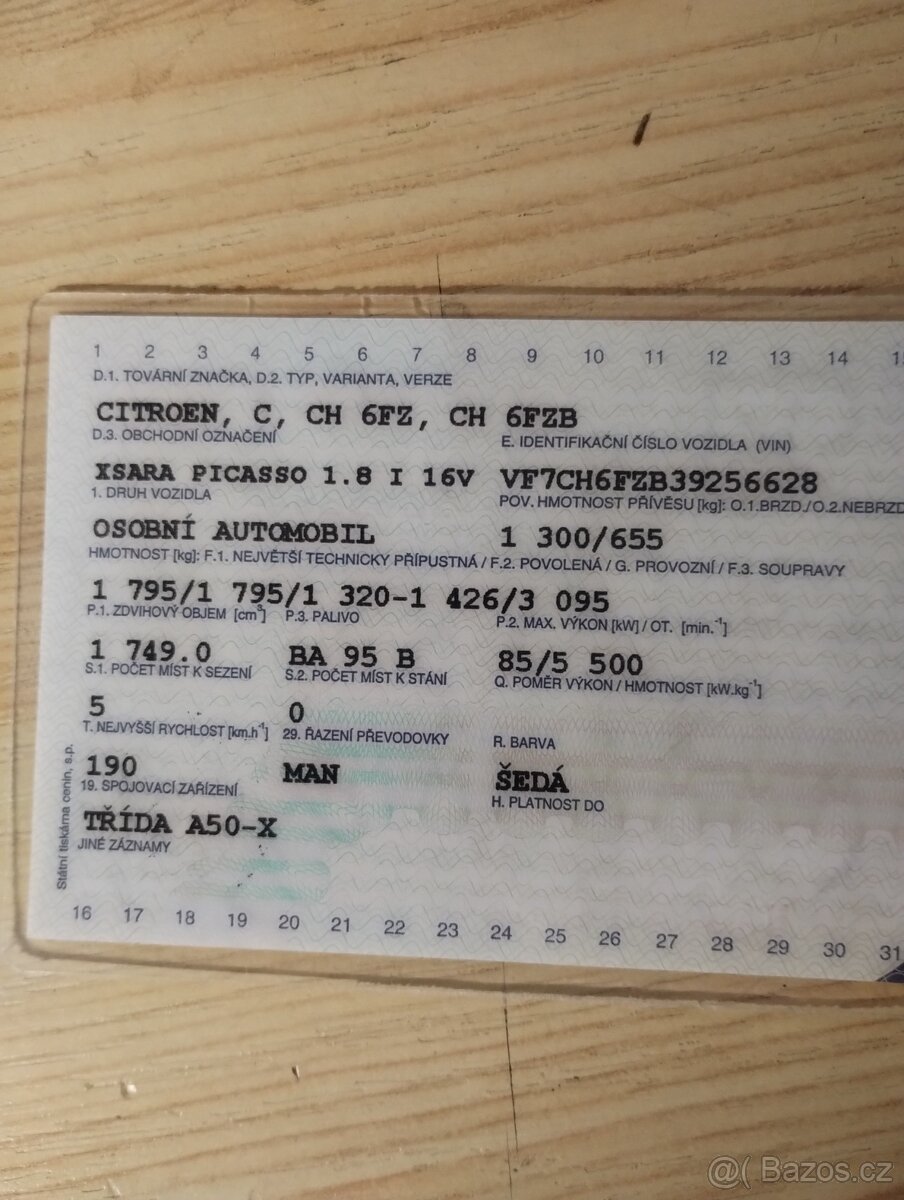 1 2 3 4 5 6 7 8 9 10 11 12 13 14 15
D.1. TOVÁRNÍ ZNAČKA, D.2. TYP, VARIANTA, VERZE
CITROEN, C, CH 6FZ, CH 6FZB
D.3. OBCHODNÍ OZNAČENÍ E. IDENTIFIKAČNÍ ČÍSLO VOZIDLA (VIN)
XSARA PICASSO 1.8 I 16V VF7CH6FZB39256628
1. DRUH VOZIDLA POV. HMOTNOST PŘÍVĚSU [kg]: O.1.BRZD./O.2.NEBRZD
OSOBNÍ AUTOMOBIL 1 300/655
HMOTNOST [kg]: F.1. NEJVĚTŠÍ TECHNICKY PŘÍPUSTNÁ / F.2. POVOLENÁ / G. PROVOZNÍ / F.3. SOUPRAVY
1 795/1 795/1 320-1 426/3 095
P.1. ZDVIHOVÝ OBJEM [cm³] P.3. PALIVO P.2. MAX. VÝKON [kW] / OT. [min.⁻¹]
1 749.0 BA 95 B 85/5 500
S.1. POČET MÍST K SEZENÍ S.2. POČET MÍST K STÁNÍ Q. POMĚR VÝKON / HMOTNOST [kW.kg⁻¹]
5 0
T. NEJVYŠŠÍ RYCHLOST [km.h⁻¹] 29. ŘAZENÍ PŘEVODOVKY R. BARVA
190 MAN ŠEDÁ
19. SPOJOVACÍ ZAŘÍZENÍ H. PLATNOST DO
TŘÍDA A50-X
JINÉ ZÁZNAMY
16 17 18 19 20 21 22 23 24 25 26 27 28 29 30 31
Státní tiskárna cenin, s.p.
@( Bazos.cz